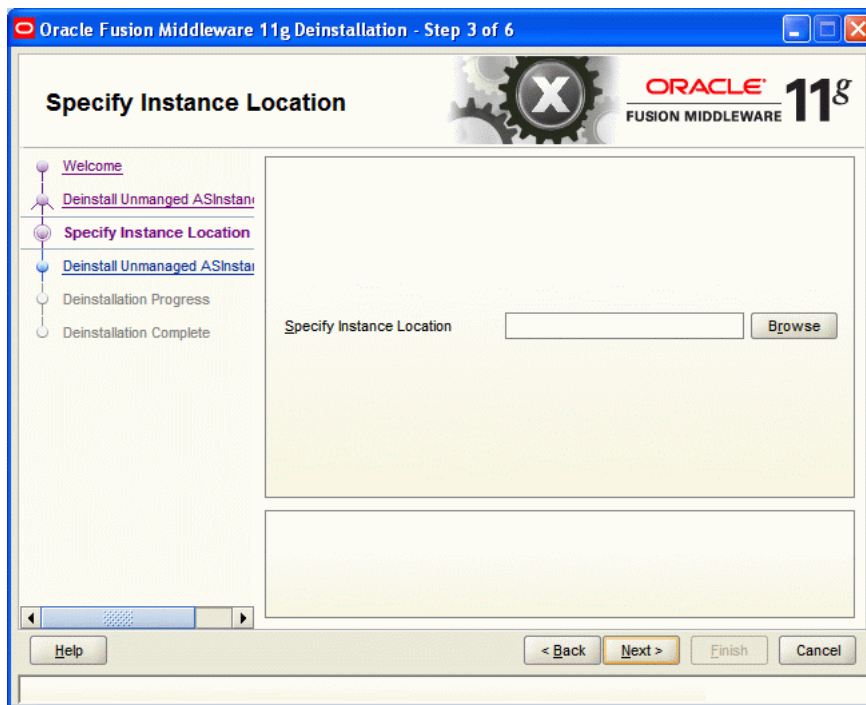 Oracle Fusion Middleware 11g Deinstallation - Step 3 of 6
Specify Instance Location
X
ORACLE
FUSION MIDDLEWARE
11g
Welcome
Deinstall Unmanged ASInstan
Specify Instance Location
Deinstall Unmanaged ASInstan
Deinstallation Progress
Deinstallation Complete
Specify Instance Location
Browse
Help
< Back
Next >
Finish
Cancel